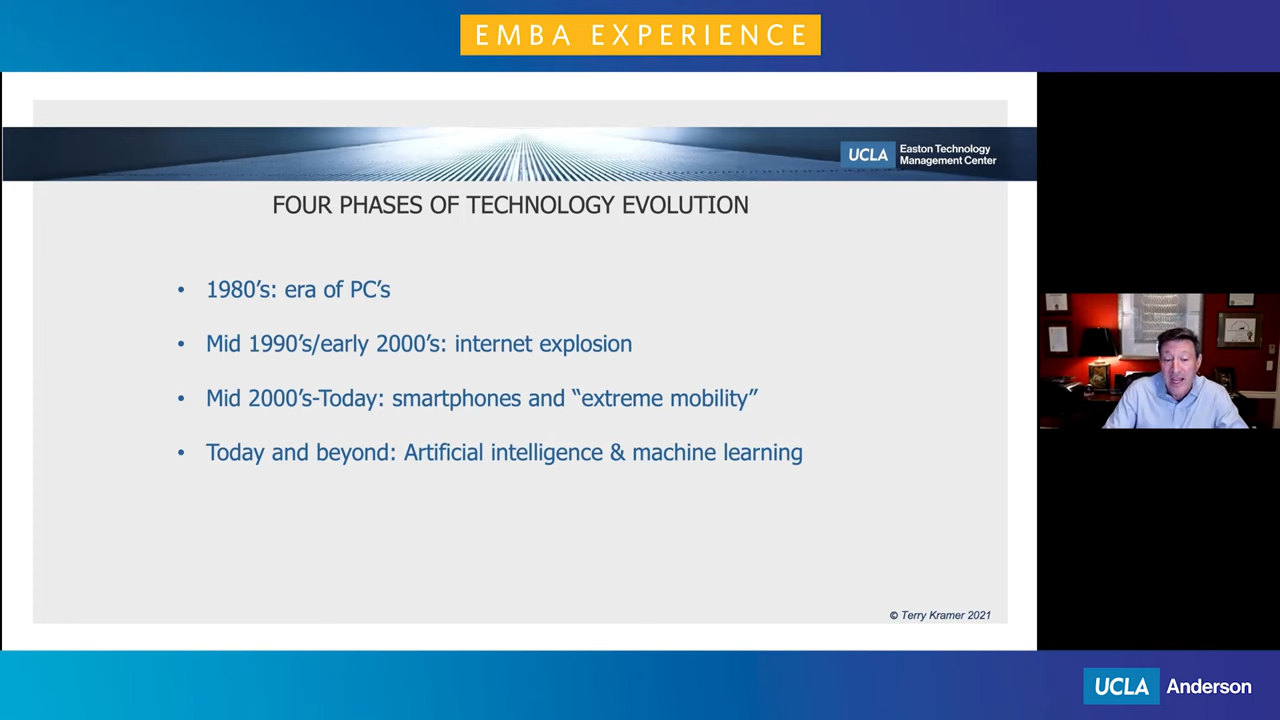 EMBA EXPERIENCE
UCLA Easton Technology
Management Center
FOUR PHASES OF TECHNOLOGY EVOLUTION
• 1980’s: era of PC’s
• Mid 1990’s/early 2000’s: internet explosion
• Mid 2000’s-Today: smartphones and “extreme mobility”
• Today and beyond: Artificial intelligence & machine learning
© Terry Kramer 2021
UCLA Anderson